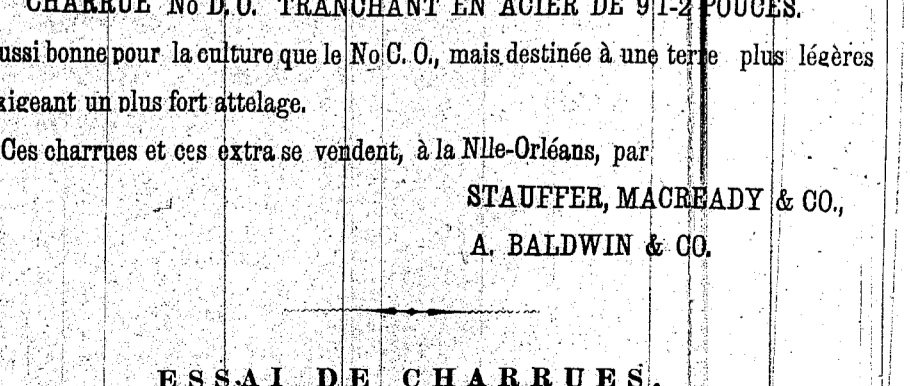 CHARRUE No D. O. TRANCHANT EN ACIER DE 9 1-2 POUCES.
ussi bonne pour la culture que le No C. O., mais destinée à une terre plus légères
xigeant un plus fort attelage.
Ces charrues et ces extra se vendent, à la Nlle-Orléans, par
STAUFFER, MACREADY & CO.,
A. BALDWIN & CO.
ESSAI DE CHARRUES.